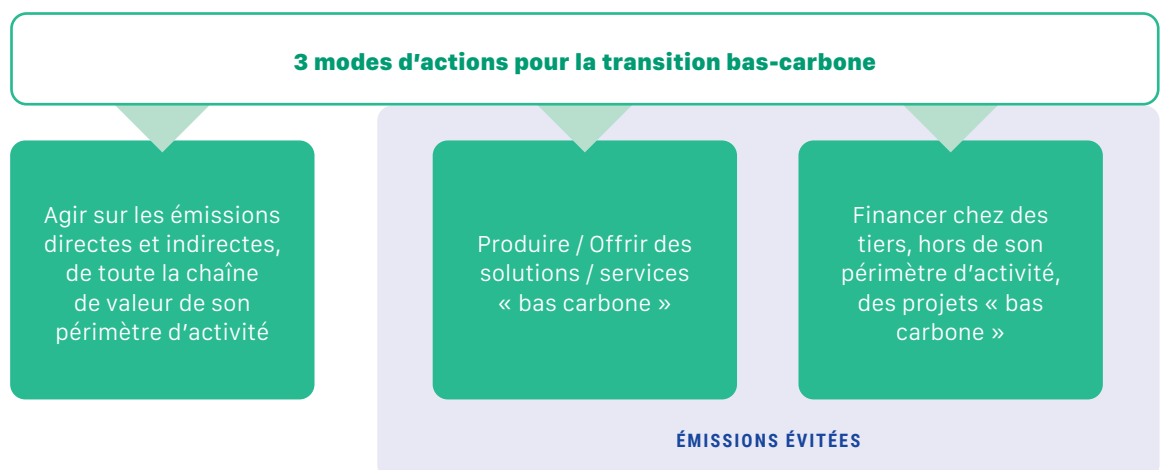 3 modes d’actions pour la transition bas-carbone
Agir sur les émissions
directes et indirectes,
de toute la chaîne
de valeur de son
périmètre d’activité
Produire / Offrir des
solutions / services
« bas carbone »
Financer chez des
tiers, hors de son
périmètre d’activité,
des projets « bas
carbone »
ÉMISSIONS ÉVITÉES